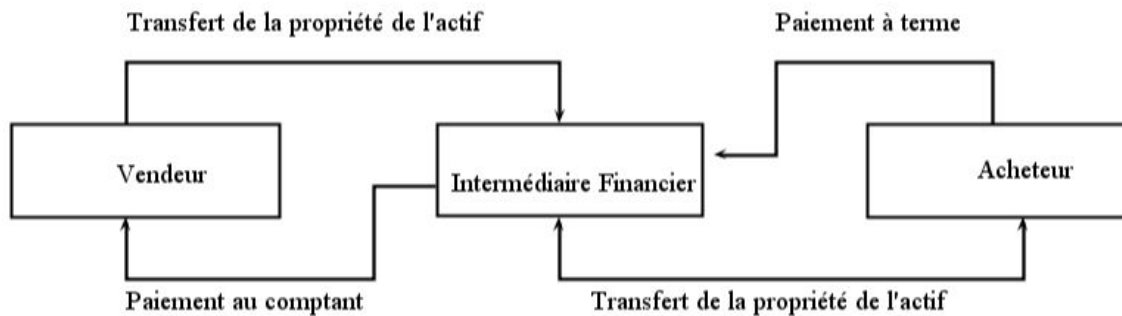 Transfert de la propriété de l'actif
Paiement à terme
Vendeur
Intermédiaire Financier
Acheteur
Paiement au comptant
Transfert de la propriété de l'actif